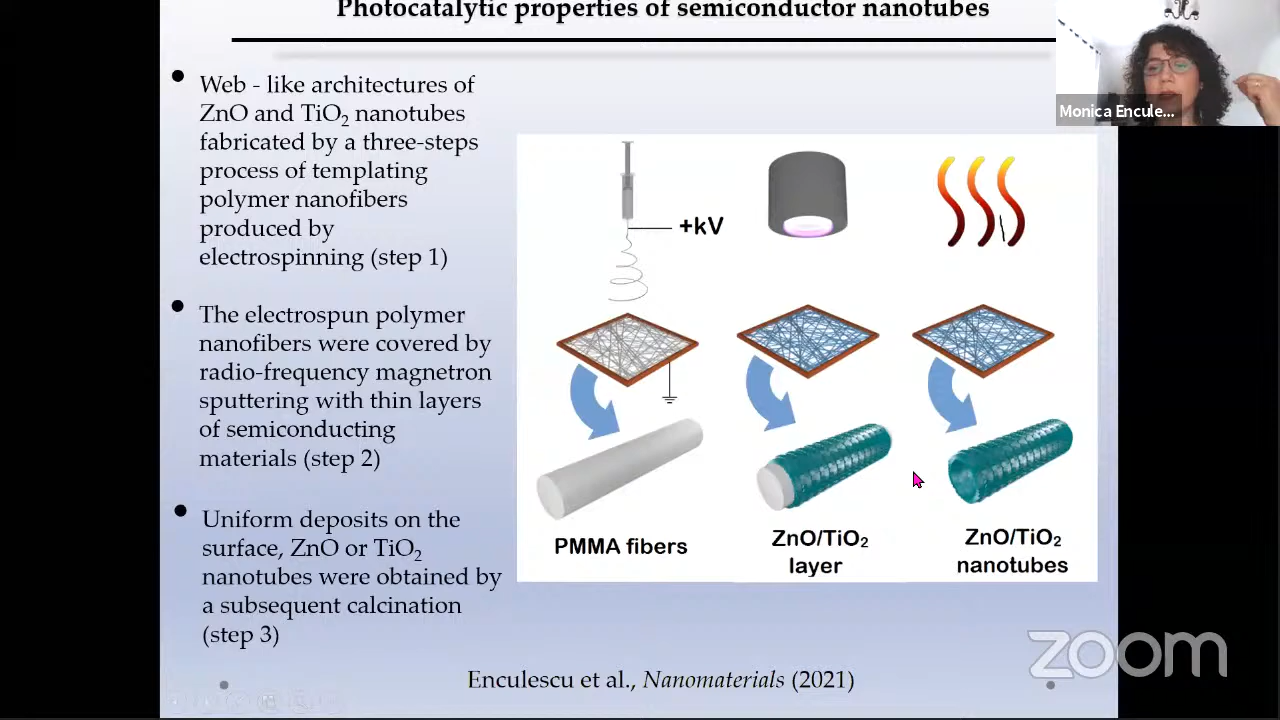 Photocatalytic properties of semiconductor nanotubes
Monica Encule...
• Web - like architectures of
ZnO and TiO₂ nanotubes
fabricated by a three-steps
process of templating
polymer nanofibers
produced by
electrospinning (step 1)
• The electrospun polymer
nanofibers were covered by
radio-frequency magnetron
sputtering with thin layers
of semiconducting
materials (step 2)
• Uniform deposits on the
surface, ZnO or TiO₂
nanotubes were obtained by
a subsequent calcination
(step 3)
+kV
PMMA fibers
ZnO/TiO₂
layer
ZnO/TiO₂
nanotubes
Enculescu et al., Nanomaterials (2021)
zoom